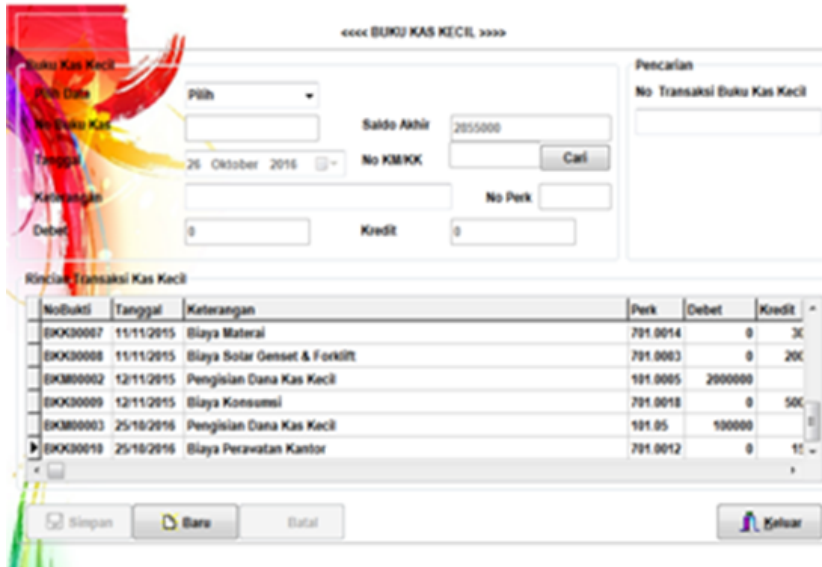 <<<< BUKU KAS KECIL >>>>
Buku Kas Kecil
Pencarian
Pilih Date
Pilih
No Transaksi Buku Kas Kecil
No Buku Kas
Saldo Akhir
2855000
Tanggal
26 Oktober 2016
No KM/KK
Cari
Keterangan
No Perk
Debet
0
Kredit
0
Rincian Transaksi Kas Kecil
NoBukti Tanggal Keterangan Perk Debet Kredit
BKK00007 11/11/2015 Biaya Materai 701.0014 0 30
BKK00008 11/11/2015 Biaya Solar Genset & Forklift 701.0003 0 200
BKM00002 12/11/2015 Pengisian Dana Kas Kecil 101.0005 2000000
BKK00009 12/11/2015 Biaya Konsumsi 701.0018 0 500
BKM00003 25/10/2016 Pengisian Dana Kas Kecil 101.05 100000
BKK00010 25/10/2016 Biaya Perawatan Kantor 701.0012 0
Simpan
Baru
Batal
Keluar